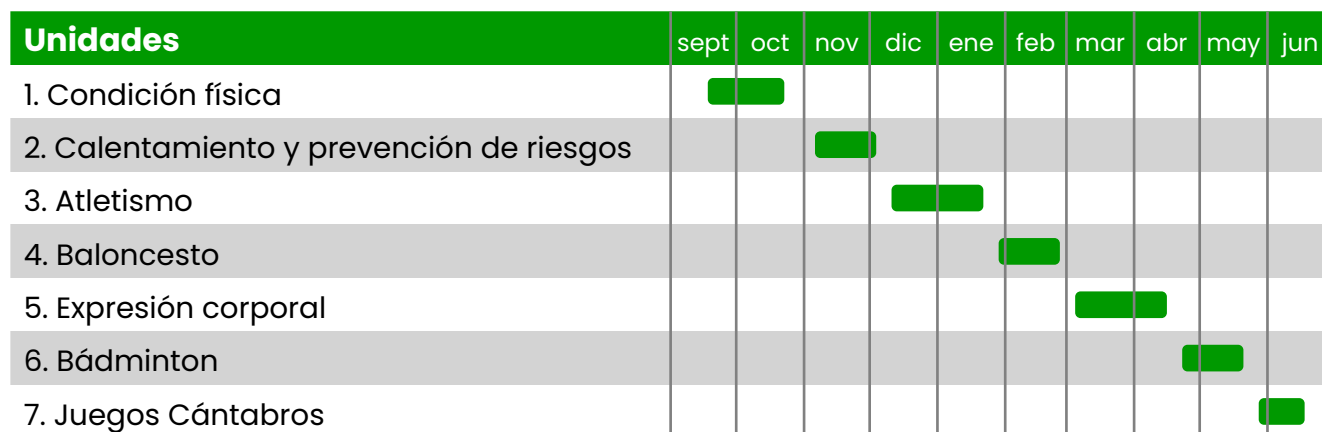 Unidades sept oct nov dic ene feb mar abr may jun
1. Condición física
2. Calentamiento y prevención de riesgos
3. Atletismo
4. Baloncesto
5. Expresión corporal
6. Bádminton
7. Juegos Cántabros